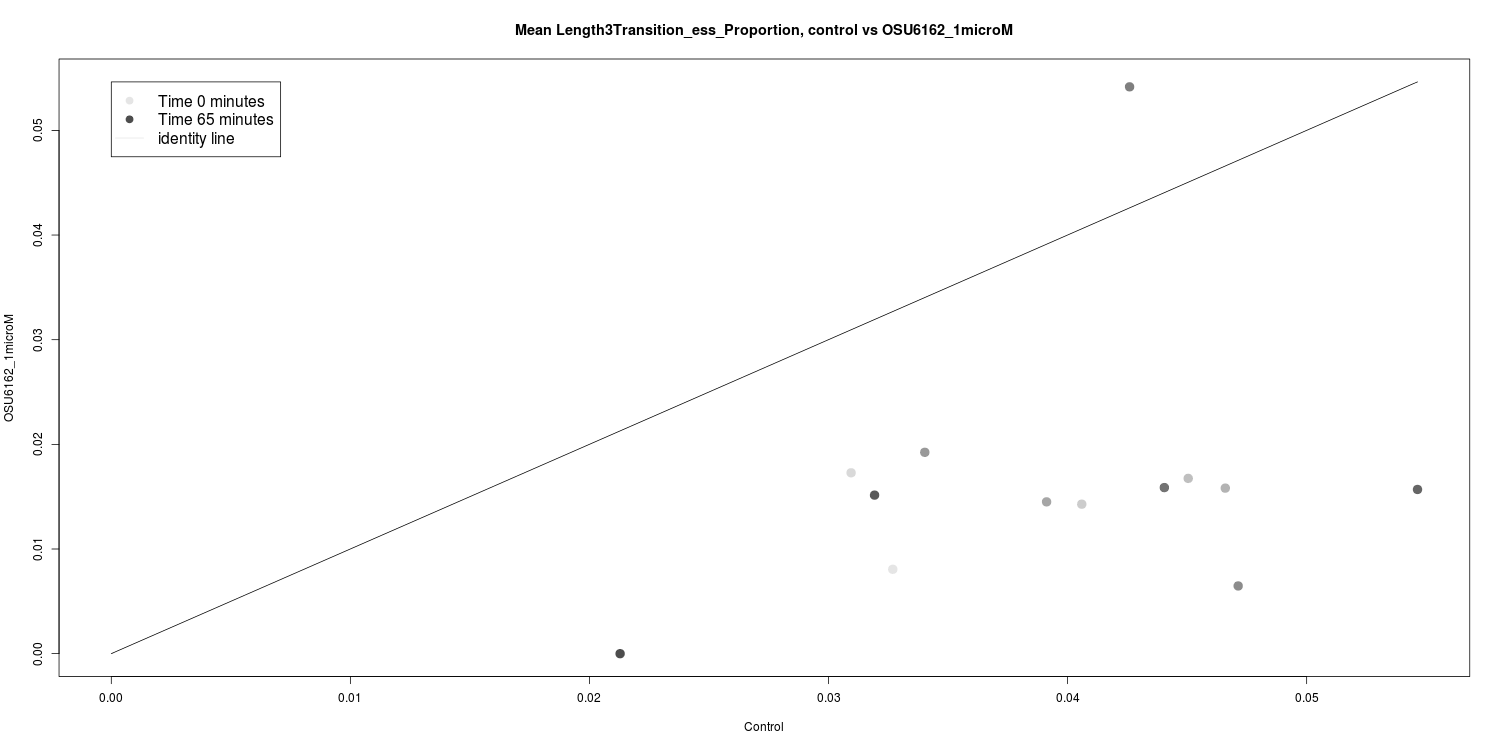 Mean Length3Transition_ess_Proportion, control vs OSU6162_1microM
Time 0 minutes
Time 65 minutes
identity line
OSU6162_1microM
0.05
0.04
0.03
0.02
0.01
0.00
0.00 0.01 0.02 0.03 0.04 0.05
Control